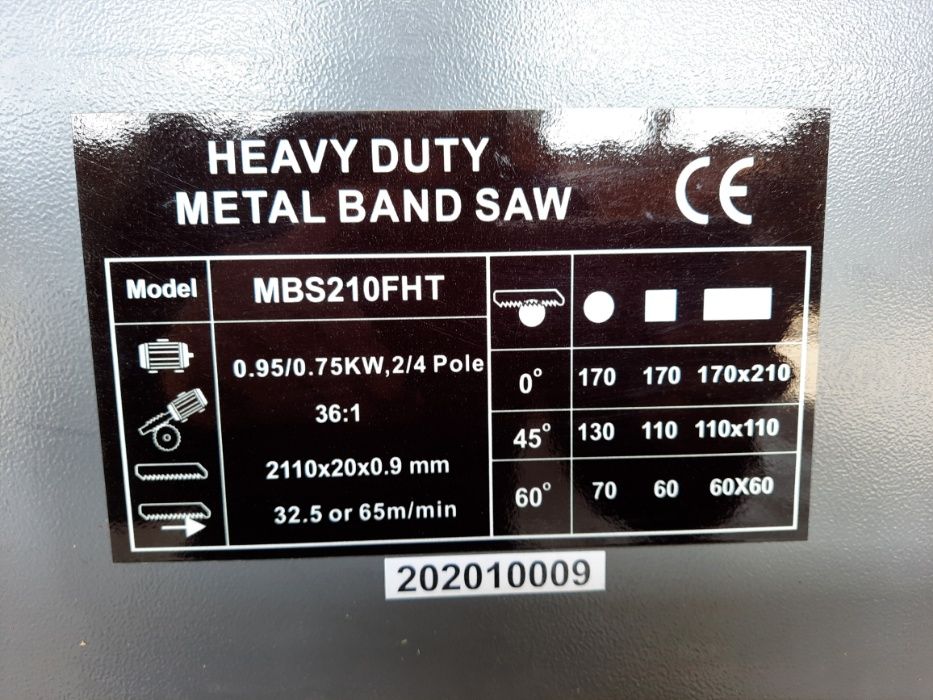 HEAVY DUTY
METAL BAND SAW
CE
Model MBS210FHT
0.95/0.75KW,2/4 Pole
36:1
2110x20x0.9 mm
32.5 or 65m/min
0° 170 170 170x210
45° 130 110 110x110
60° 70 60 60X60
202010009